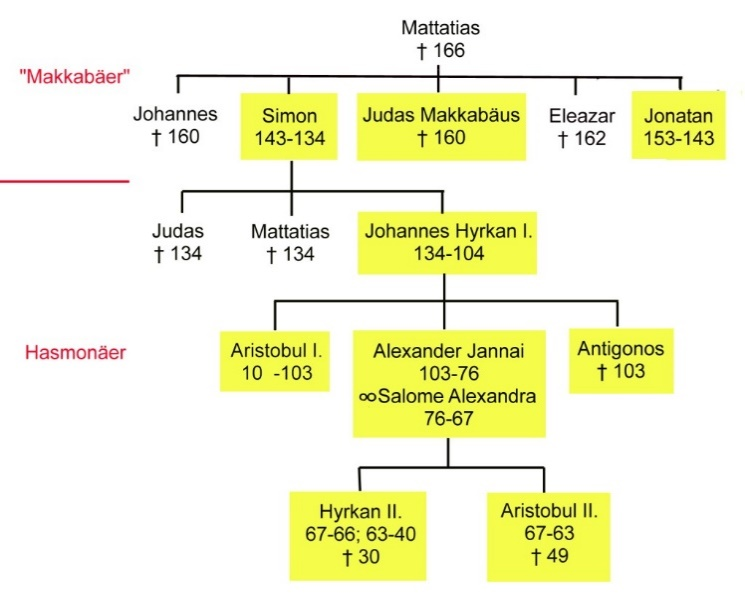 Mattatias
† 166
"Makkabäer"
Johannes
† 160
Simon
143-134
Judas Makkabäus
† 160
Eleazar
† 162
Jonatan
153-143
Judas
† 134
Mattatias
† 134
Johannes Hyrkan I.
134-104
Hasmonäer
Aristobul I.
10 -103
Alexander Jannai
103-76
∞Salome Alexandra
76-67
Antigonos
† 103
Hyrkan II.
67-66; 63-40
† 30
Aristobul II.
67-63
† 49